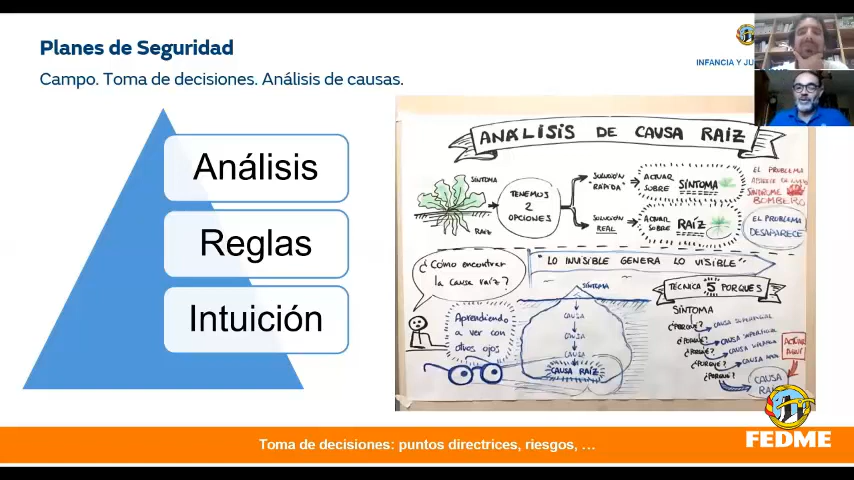 Planes de Seguridad
Campo. Toma de decisiones. Análisis de causas.
INFANCIA Y JU
Análisis
Reglas
Intuición
ANÁLISIS DE CAUSA RAÍZ
SÍNTOMA
RAÍZ
TENEMOS
2
OPCIONES
SOLUCIÓN
"RÁPIDA"
ACTUAR
SOBRE SÍNTOMA
EL PROBLEMA
SÍNDROME
BOMBERO
SOLUCIÓN
REAL
ACTUAR
SOBRE RAÍZ
EL PROBLEMA
DESAPARECE
¿Cómo encontrar
la causa raíz?
"LO INVISIBLE GENERA LO VISIBLE"
Aprendiendo
a ver con
otros ojos
SÍNTOMA
CAUSA
CAUSA
CAUSA
CAUSA RAÍZ
TÉCNICA 5 PORQUÉS
SÍNTOMA
¿PORQUÉ?
CAUSA SUPERFICIAL
¿PORQUÉ?
CAUSA SUPERFICIAL
¿PORQUÉ?
¿PORQUÉ?
¿PORQUÉ?
CAUSA
ACTUAR
AQUÍ
FEDME
Toma de decisiones: puntos directrices, riesgos, ...